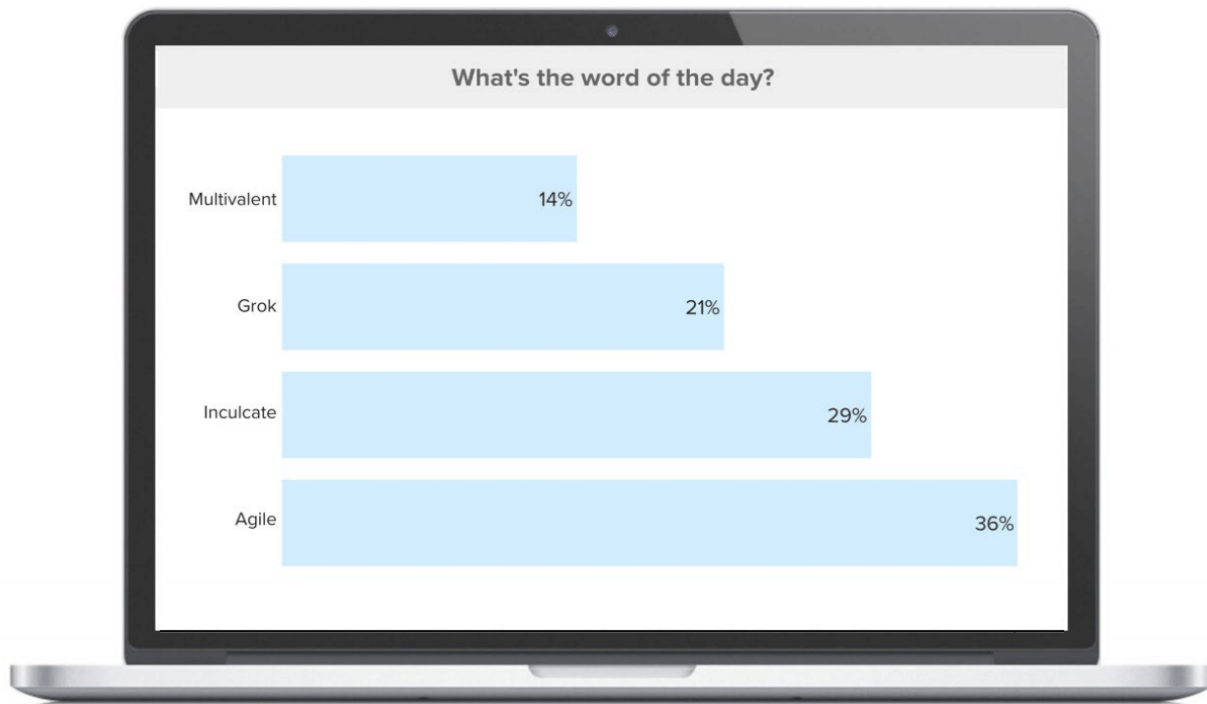 What's the word of the day?
Multivalent 14%
Grok 21%
Inculcate 29%
Agile 36%